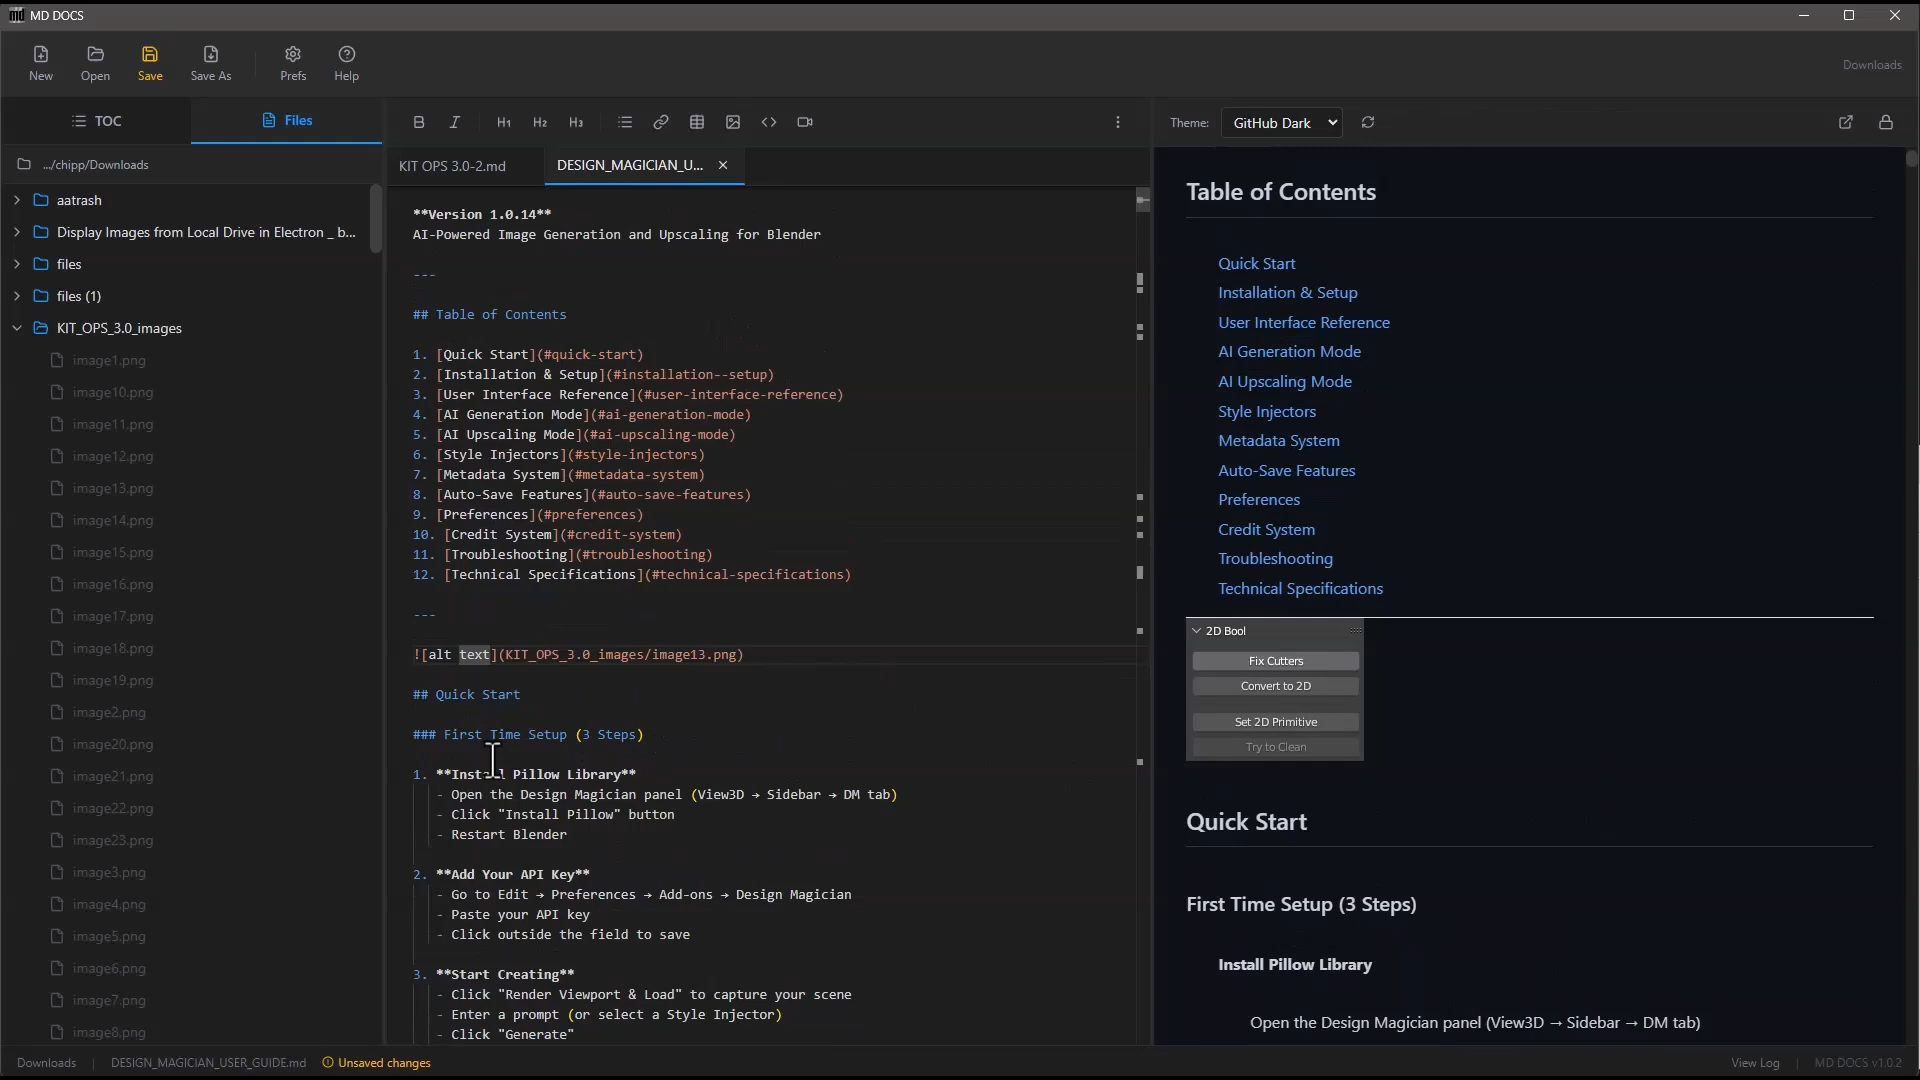 MD DOCS
New
Open
Save
Save As
Prefs
Help
Downloads
TOC
Files
.../chipp/Downloads
aatrash
Display Images from Local Drive in Electron _ b...
files
files (1)
KIT_OPS_3.0_images
image1.png
image10.png
image11.png
image12.png
image13.png
image14.png
image15.png
image16.png
image17.png
image18.png
image19.png
image2.png
image20.png
image21.png
image22.png
image23.png
image3.png
image4.png
image5.png
image6.png
image7.png
image8.png
B I H1 H2 H3
KIT OPS 3.0-2.md
DESIGN_MAGICIAN_U...
**Version 1.0.14**
AI-Powered Image Generation and Upscaling for Blender
---
## Table of Contents
1. [Quick Start](#quick-start)
2. [Installation & Setup](#installation--setup)
3. [User Interface Reference](#user-interface-reference)
4. [AI Generation Mode](#ai-generation-mode)
5. [AI Upscaling Mode](#ai-upscaling-mode)
6. [Style Injectors](#style-injectors)
7. [Metadata System](#metadata-system)
8. [Auto-Save Features](#auto-save-features)
9. [Preferences](#preferences)
10. [Credit System](#credit-system)
11. [Troubleshooting](#troubleshooting)
12. [Technical Specifications](#technical-specifications)
---
![alt text](KIT_OPS_3.0_images/image13.png)
## Quick Start
### First Time Setup (3 Steps)
1. **Install Pillow Library**
- Open the Design Magician panel (View3D → Sidebar → DM tab)
- Click "Install Pillow" button
- Restart Blender
2. **Add Your API Key**
- Go to Edit → Preferences → Add-ons → Design Magician
- Paste your API key
- Click outside the field to save
3. **Start Creating**
- Click "Render Viewport & Load" to capture your scene
- Enter a prompt (or select a Style Injector)
- Click "Generate"
Theme:
GitHub Dark
Table of Contents
Quick Start
Installation & Setup
User Interface Reference
AI Generation Mode
AI Upscaling Mode
Style Injectors
Metadata System
Auto-Save Features
Preferences
Credit System
Troubleshooting
Technical Specifications
2D Bool
Fix Cutters
Convert to 2D
Set 2D Primitive
Try to Clean
Quick Start
First Time Setup (3 Steps)
Install Pillow Library
Open the Design Magician panel (View3D → Sidebar → DM tab)
Downloads
DESIGN_MAGICIAN_USER_GUIDE.md
Unsaved changes
View Log
MD DOCS v1.0.2